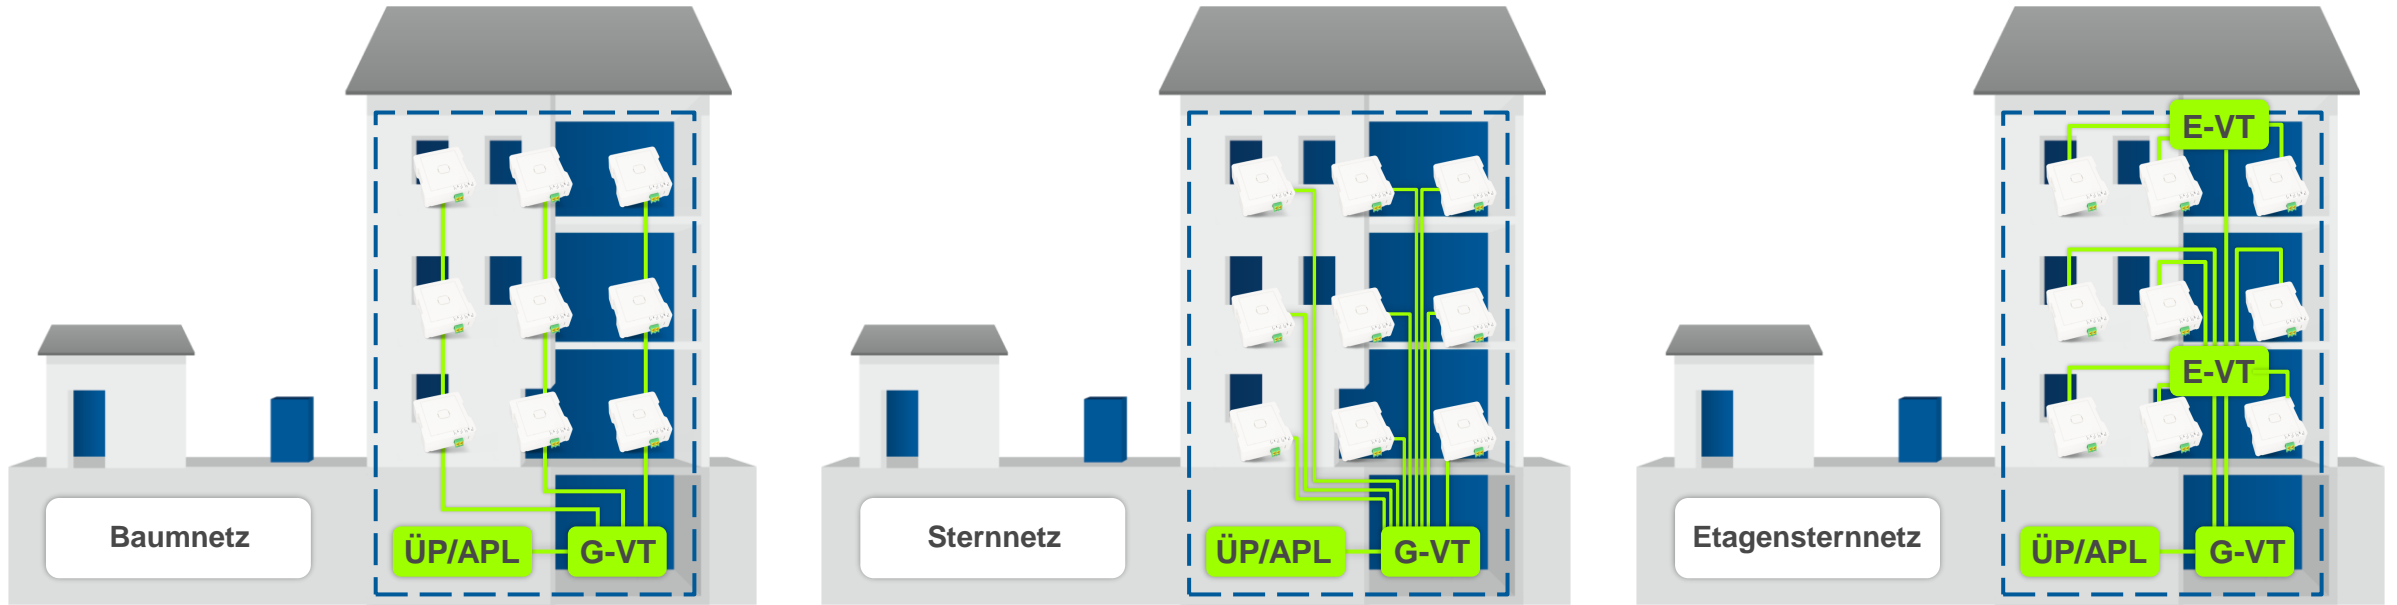 Baumnetz
ÜP/APL
G-VT
Sternnetz
ÜP/APL
G-VT
E-VT
E-VT
Etagensternnetz
ÜP/APL
G-VT